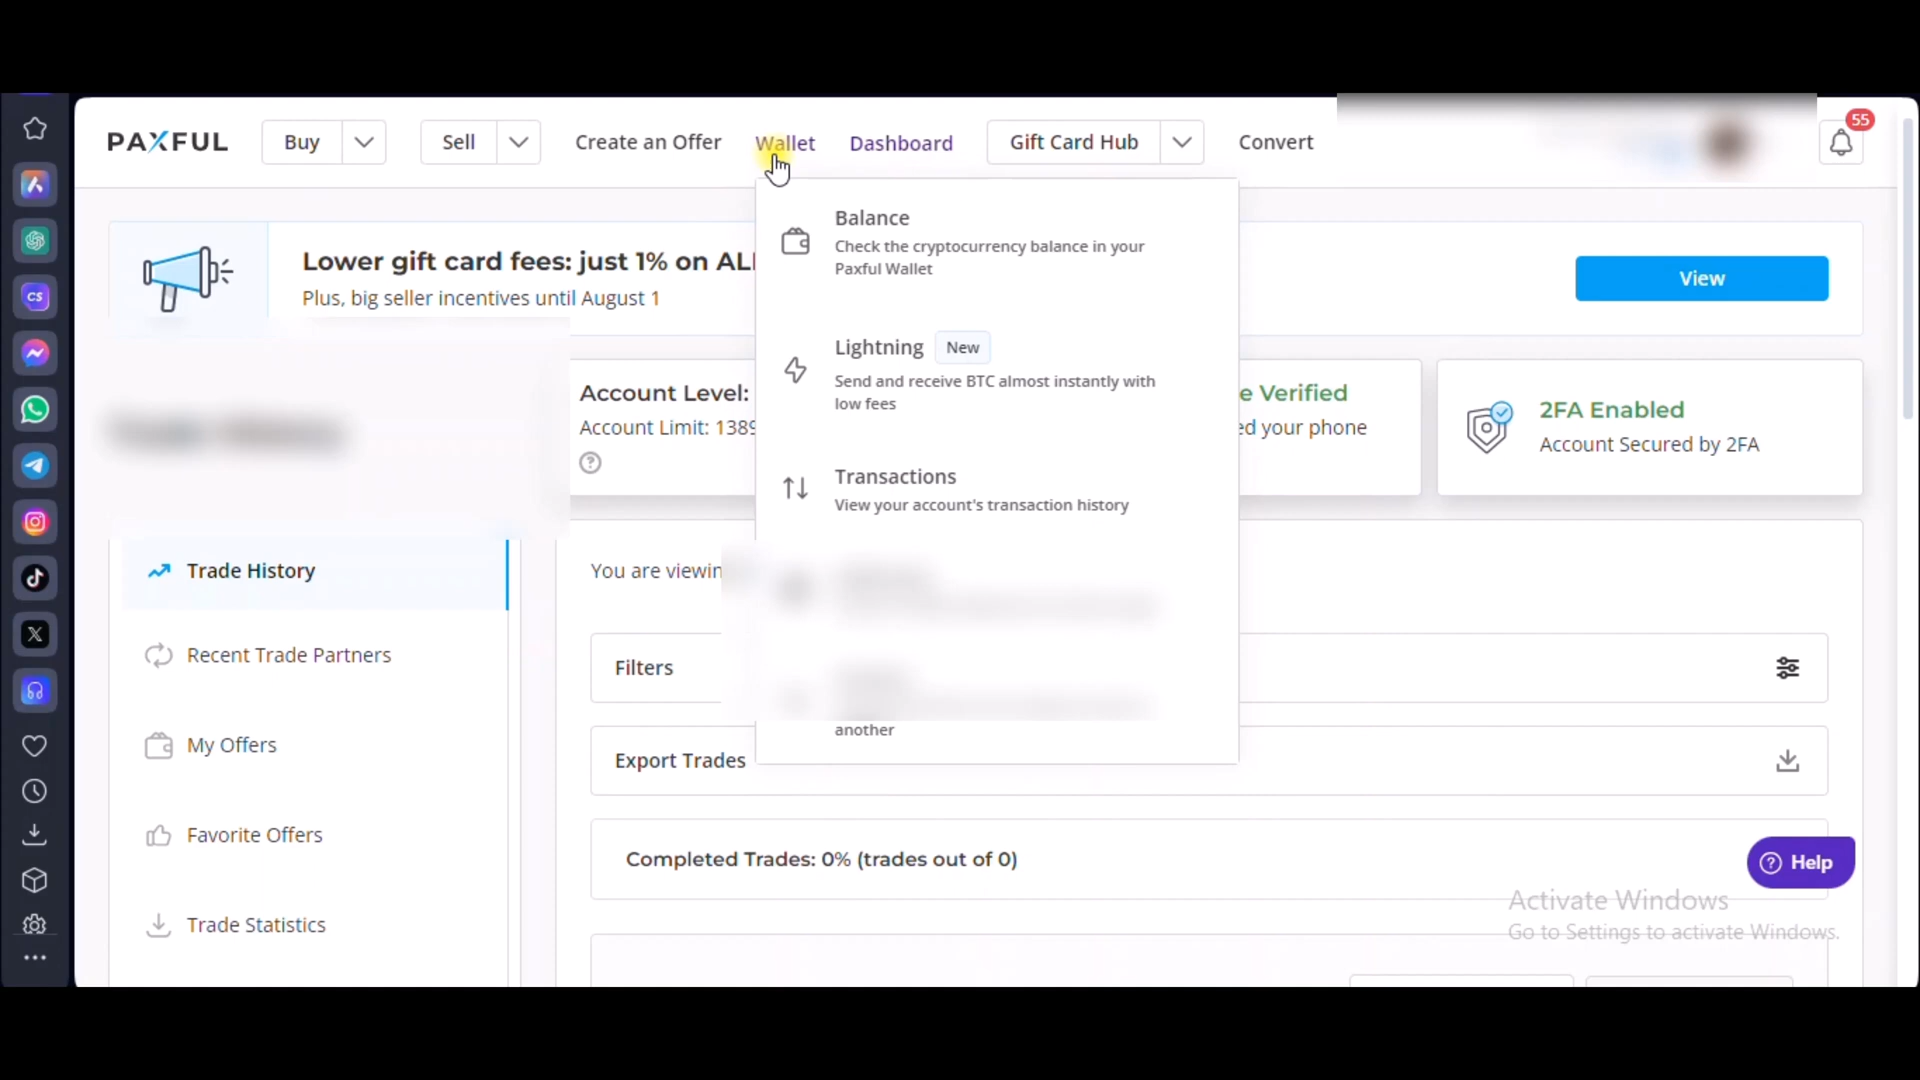 PAXFUL
Buy
Sell
Create an Offer
Wallet
Dashboard
Gift Card Hub
Convert
55
Balance
Check the cryptocurrency balance in your
Paxful Wallet
Lower gift card fees: just 1% on
Plus, big seller incentives until August 1
View
Lightning New
Send and receive BTC almost instantly with
low fees
Account Level:
Account Limit:
Verified
your phone
2FA Enabled
Account Secured by 2FA
Transactions
View your account's transaction history
another
Trade History
Recent Trade Partners
My Offers
Favorite Offers
Trade Statistics
You are
Filters
Export Trades
Completed Trades: 0% (trades out of 0)
Help
Activate Windows
Go to Settings to activate Windows.
CS